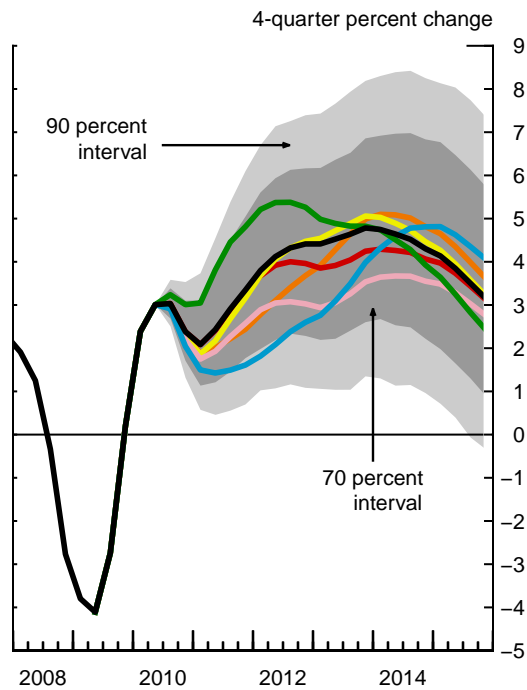 4-quarter percent change
9
8
7
6
5
4
3
2
1
0
−1
−2
−3
−4
−5
90 percent
interval
70 percent
interval
2008 2010 2012 2014